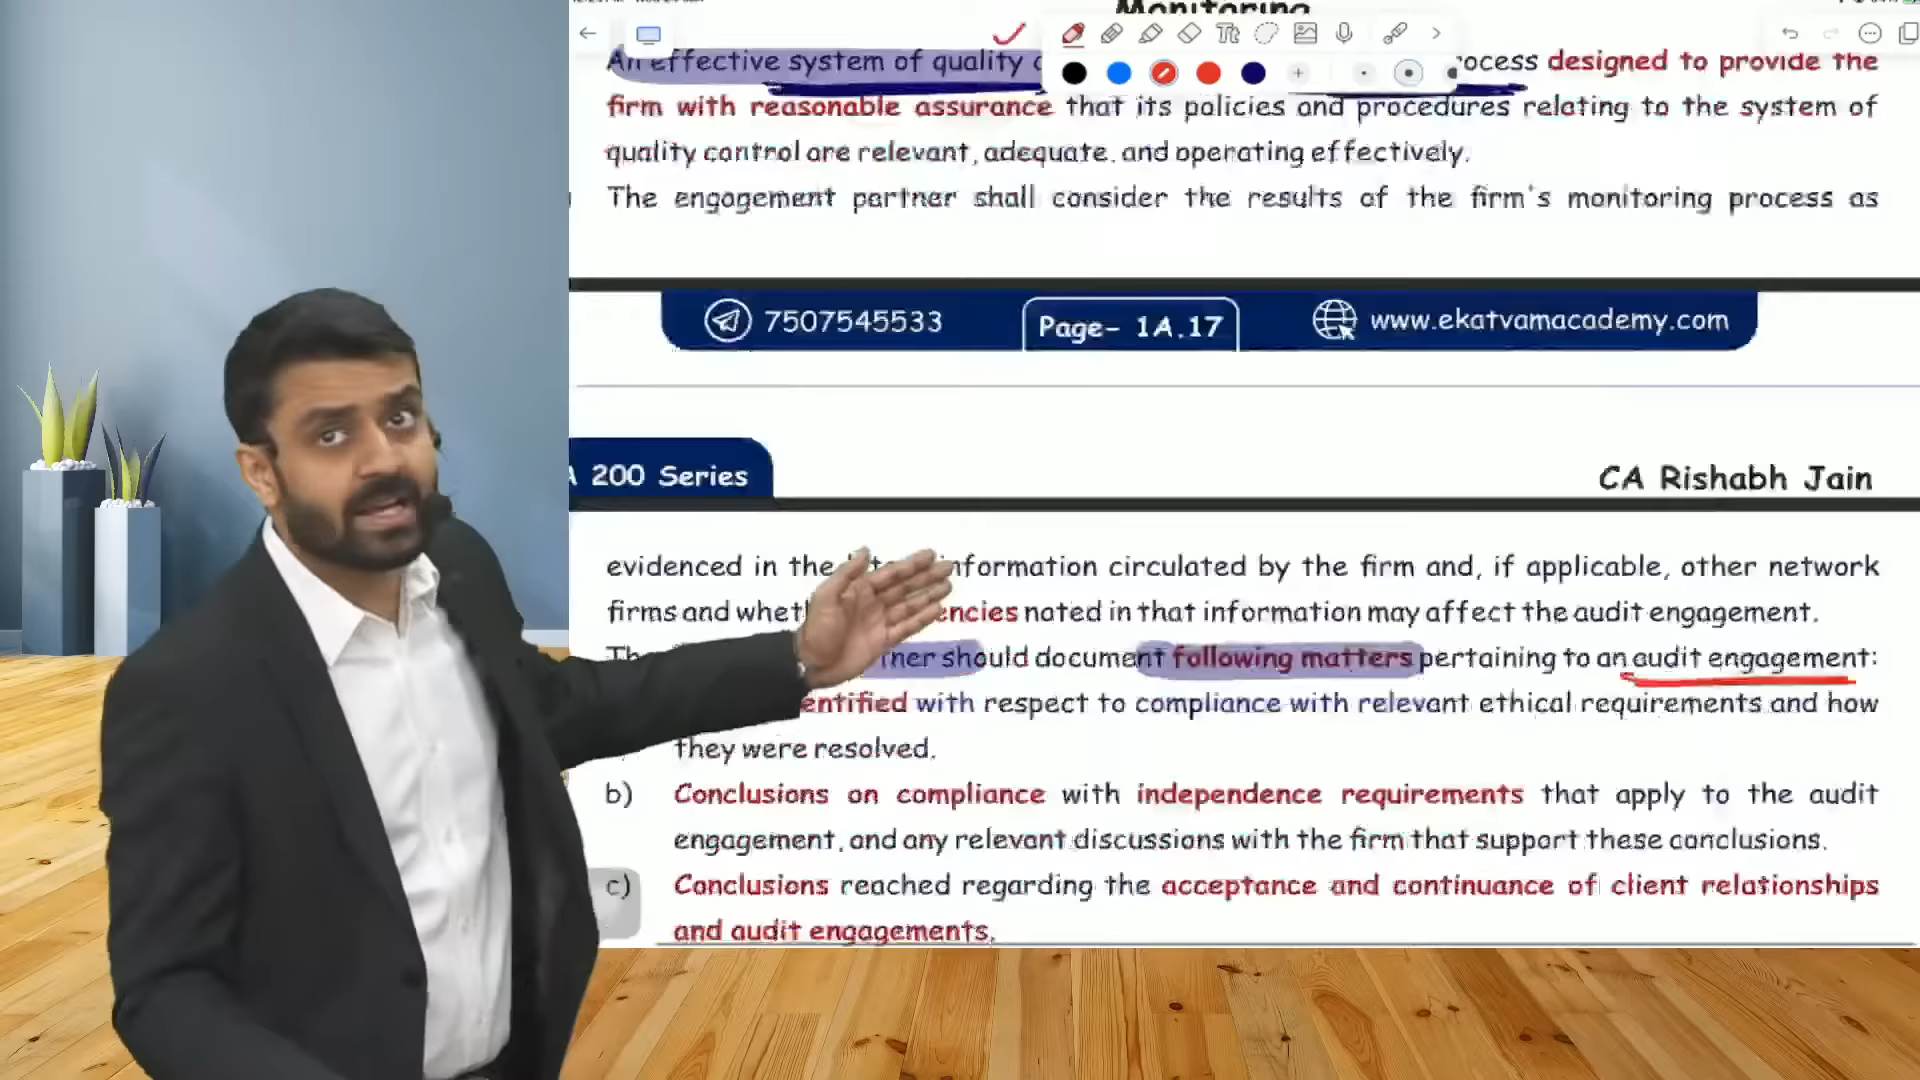 Monitoring
An effective system of quality ocess designed to provide the
firm with reasonable assurance that its policies and procedures relating to the system of
quality control are relevant, adequate, and operating effectively.
The engagement partner shall consider the results of the firm's monitoring process as
7507545533
Page- 1A.17
www.ekatvamacademy.com
A 200 Series
CA Rishabh Jain
evidenced in the information circulated by the firm and, if applicable, other network
firms and whet encies noted in that information may affect the audit engagement.
Th tner should document following matters pertaining to an audit engagement:
entified with respect to compliance with relevant ethical requirements and how
they were resolved.
b) Conclusions on compliance with independence requirements that apply to the audit
engagement, and any relevant discussions with the firm that support these conclusions.
c) Conclusions reached regarding the acceptance and continuance of client relationships
and audit engagements.